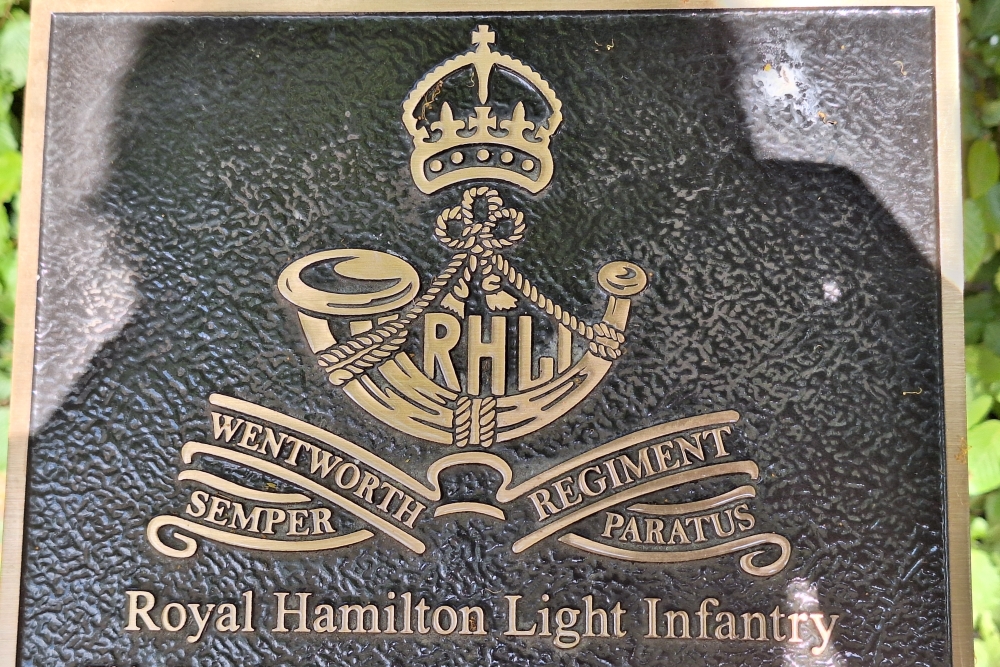 RHLI
WENTWORTH REGIMENT
SEMPER PARATUS
Royal Hamilton Light Infantry